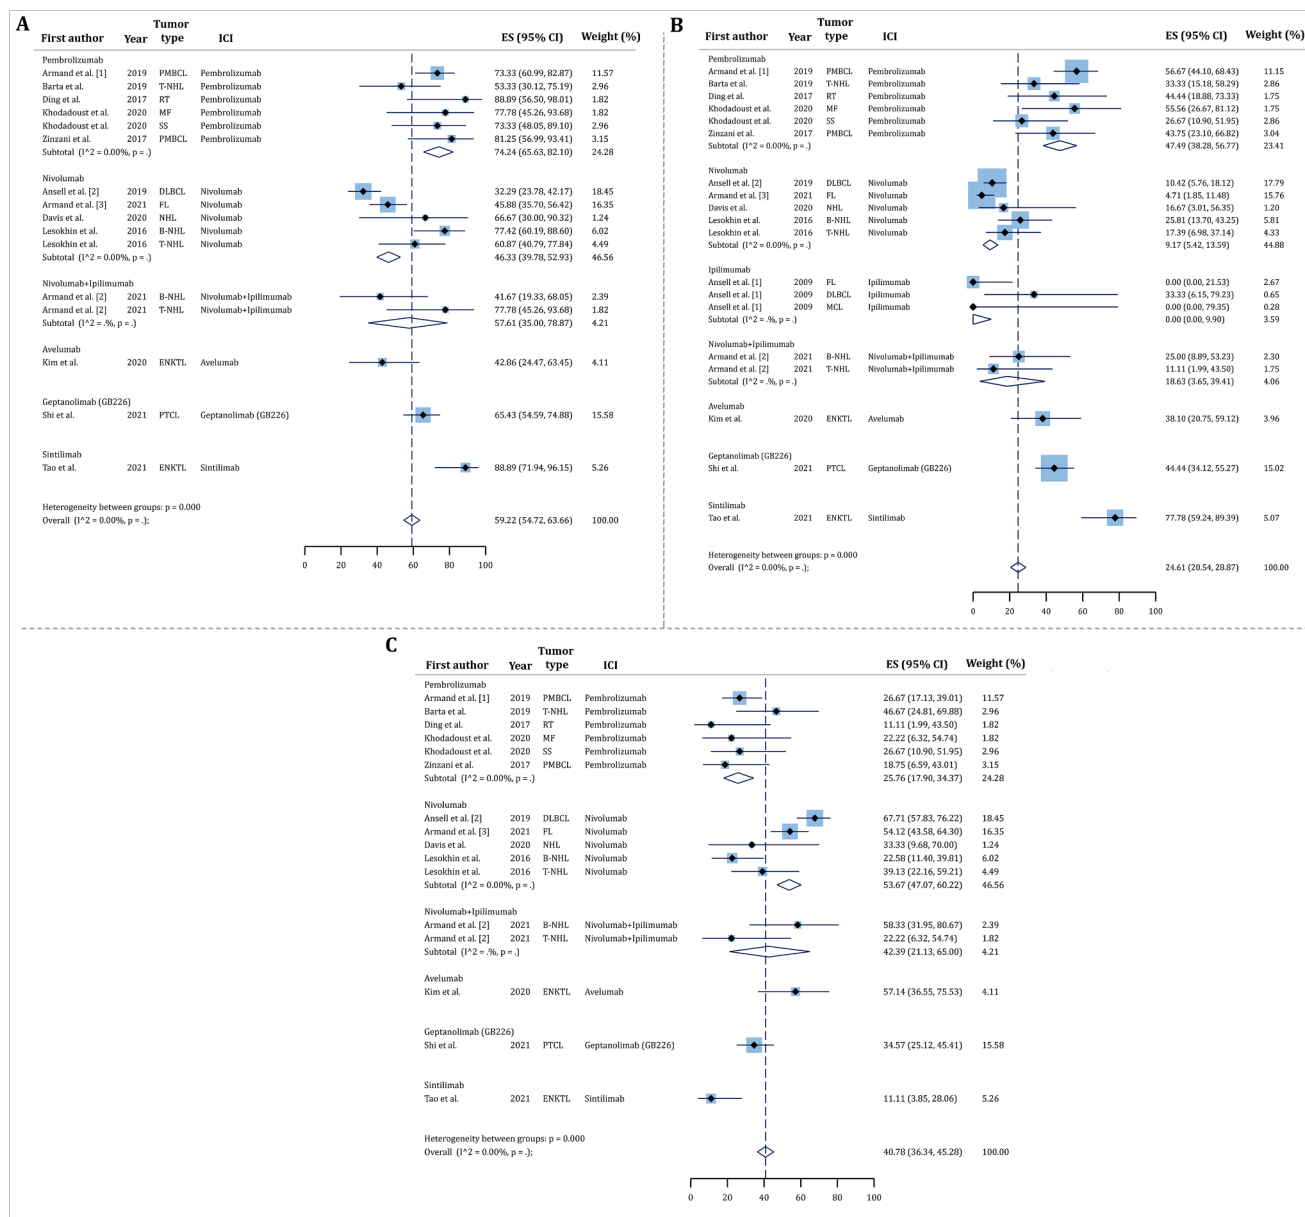 A
First author Year Tumor type ICI ES (95% CI) Weight (%)
Pembrolizumab
Armand et al. [1] 2019 PMBCL Pembrolizumab 73.33 (60.99, 82.87) 11.57
Barta et al. 2019 T-NHL Pembrolizumab 53.33 (30.12, 75.19) 2.96
Ding et al. 2017 RT Pembrolizumab 88.89 (56.50, 98.01) 1.82
Khodadoust et al. 2020 MF Pembrolizumab 77.78 (45.26, 93.68) 1.82
Khodadoust et al. 2020 SS Pembrolizumab 73.33 (48.05, 89.10) 2.96
Zinzani et al. 2017 PMBCL Pembrolizumab 81.25 (56.99, 93.41) 3.15
Subtotal (I^2 = 0.00%, p = .) 74.24 (65.63, 82.10) 24.28
Nivolumab
Ansell et al. [2] 2019 DLBCL Nivolumab 32.29 (23.78, 42.17) 18.45
Armand et al. [3] 2021 FL Nivolumab 45.88 (35.70, 56.42) 16.35
Davis et al. 2020 NHL Nivolumab 66.67 (30.00, 90.32) 1.24
Lesokhin et al. 2016 B-NHL Nivolumab 77.42 (60.19, 88.60) 6.02
Lesokhin et al. 2016 T-NHL Nivolumab 60.87 (40.79, 77.84) 4.49
Subtotal (I^2 = 0.00%, p = .) 46.33 (39.78, 52.93) 46.56
Nivolumab+Ipilimumab
Armand et al. [2] 2021 B-NHL Nivolumab+Ipilimumab 41.67 (19.33, 68.05) 2.39
Armand et al. [2] 2021 T-NHL Nivolumab+Ipilimumab 77.78 (45.26, 93.68) 1.82
Subtotal (I^2 = .%, p = .) 57.61 (35.00, 78.87) 4.21
Avelumab
Kim et al. 2020 ENKTL Avelumab 42.86 (24.47, 63.45) 4.11
Geptanolimab (GB226)
Shi et al. 2021 PTCL Geptanolimab (GB226) 65.43 (54.59, 74.88) 15.58
Sintilimab
Tao et al. 2021 ENKTL Sintilimab 88.89 (71.94, 96.15) 5.26
Heterogeneity between groups: p = 0.000
Overall (I^2 = 0.00%, p = .); 59.22 (54.72, 63.66) 100.00
0 20 40 60 80 100
B
First author Year Tumor type ICI ES (95% CI) Weight (%)
Pembrolizumab
Armand et al. [1] 2019 PMBCL Pembrolizumab 56.67 (44.10, 68.43) 11.15
Barta et al. 2019 T-NHL Pembrolizumab 33.33 (15.18, 58.29) 2.86
Ding et al. 2017 RT Pembrolizumab 44.44 (18.88, 73.33) 1.75
Khodadoust et al. 2020 MF Pembrolizumab 55.56 (26.67, 81.12) 1.75
Khodadoust et al. 2020 SS Pembrolizumab 26.67 (10.90, 51.95) 2.86
Zinzani et al. 2017 PMBCL Pembrolizumab 43.75 (23.10, 66.82) 3.04
Subtotal (I^2 = 0.00%, p = .) 47.49 (38.28, 56.77) 23.41
Nivolumab
Ansell et al. [2] 2019 DLBCL Nivolumab 10.42 (5.76, 18.12) 17.79
Armand et al. [3] 2021 FL Nivolumab 4.71 (1.85, 11.48) 15.76
Davis et al. 2020 NHL Nivolumab 16.67 (3.01, 56.35) 1.20
Lesokhin et al. 2016 B-NHL Nivolumab 25.81 (13.70, 43.25) 5.81
Lesokhin et al. 2016 T-NHL Nivolumab 17.39 (6.98, 37.14) 4.33
Subtotal (I^2 = 0.00%, p = .) 9.17 (5.42, 13.59) 44.88
Ipilimumab
Ansell et al. [1] 2009 FL Ipilimumab 0.00 (0.00, 21.53) 2.67
Ansell et al. [1] 2009 DLBCL Ipilimumab 33.33 (6.15, 79.23) 0.65
Ansell et al. [1] 2009 MCL Ipilimumab 0.00 (0.00, 79.35) 0.28
Subtotal (I^2 = .%, p = .) 0.00 (0.00, 9.90) 3.59
Nivolumab+Ipilimumab
Armand et al. [2] 2021 B-NHL Nivolumab+Ipilimumab 25.00 (8.89, 53.23) 2.30
Armand et al. [2] 2021 T-NHL Nivolumab+Ipilimumab 11.11 (1.99, 43.50) 1.75
Subtotal (I^2 = .%, p = .) 18.63 (3.65, 39.41) 4.06
Avelumab
Kim et al. 2020 ENKTL Avelumab 38.10 (20.75, 59.12) 3.96
Geptanolimab (GB226)
Shi et al. 2021 PTCL Geptanolimab (GB226) 44.44 (34.12, 55.27) 15.02
Sintilimab
Tao et al. 2021 ENKTL Sintilimab 77.78 (59.24, 89.39) 5.07
Heterogeneity between groups: p = 0.000
Overall (I^2 = 0.00%, p = .); 24.61 (20.54, 28.87) 100.00
0 20 40 60 80 100
C
First author Year Tumor type ICI ES (95% CI) Weight (%)
Pembrolizumab
Armand et al. [1] 2019 PMBCL Pembrolizumab 26.67 (17.13, 39.01) 11.57
Barta et al. 2019 T-NHL Pembrolizumab 46.67 (24.81, 69.88) 2.96
Ding et al. 2017 RT Pembrolizumab 11.11 (1.99, 43.50) 1.82
Khodadoust et al. 2020 MF Pembrolizumab 22.22 (6.32, 54.74) 1.82
Khodadoust et al. 2020 SS Pembrolizumab 26.67 (10.90, 51.95) 2.96
Zinzani et al. 2017 PMBCL Pembrolizumab 18.75 (6.59, 43.01) 3.15
Subtotal (I^2 = 0.00%, p = .) 25.76 (17.90, 34.37) 24.28
Nivolumab
Ansell et al. [2] 2019 DLBCL Nivolumab 67.71 (57.83, 76.22) 18.45
Armand et al. [3] 2021 FL Nivolumab 54.12 (43.58, 64.30) 16.35
Davis et al. 2020 NHL Nivolumab 33.33 (9.68, 70.00) 1.24
Lesokhin et al. 2016 B-NHL Nivolumab 22.58 (11.40, 39.81) 6.02
Lesokhin et al. 2016 T-NHL Nivolumab 39.13 (22.16, 59.21) 4.49
Subtotal (I^2 = 0.00%, p = .) 53.67 (47.07, 60.22) 46.56
Nivolumab+Ipilimumab
Armand et al. [2] 2021 B-NHL Nivolumab+Ipilimumab 58.33 (31.95, 80.67) 2.39
Armand et al. [2] 2021 T-NHL Nivolumab+Ipilimumab 22.22 (6.32, 54.74) 1.82
Subtotal (I^2 = .%, p = .) 42.39 (21.13, 65.00) 4.21
Avelumab
Kim et al. 2020 ENKTL Avelumab 57.14 (36.55, 75.53) 4.11
Geptanolimab (GB226)
Shi et al. 2021 PTCL Geptanolimab (GB226) 34.57 (25.12, 45.41) 15.58
Sintilimab
Tao et al. 2021 ENKTL Sintilimab 11.11 (3.85, 28.06) 5.26
Heterogeneity between groups: p = 0.000
Overall (I^2 = 0.00%, p = .); 40.78 (36.34, 45.28) 100.00
0 20 40 60 80 100